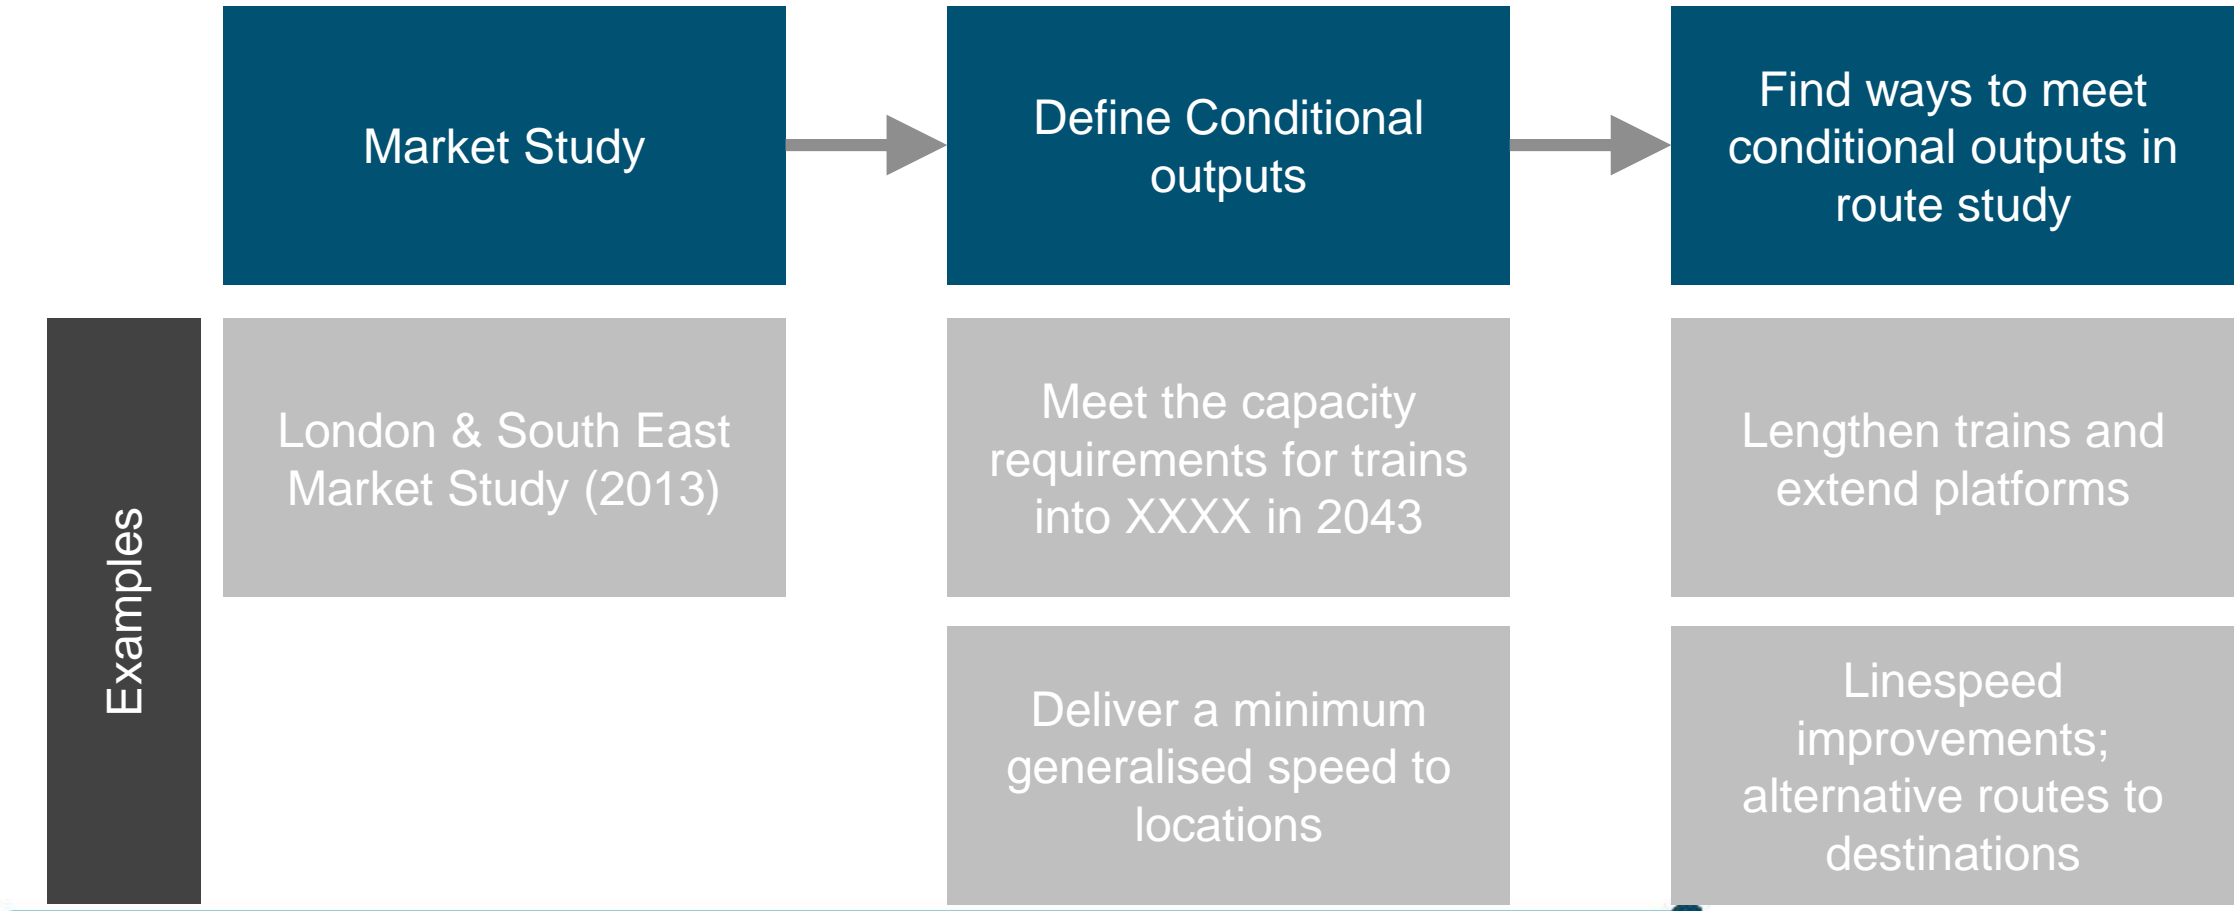 Market Study
Define Conditional
outputs
Find ways to meet
conditional outputs in
route study
Examples
London & South East
Market Study (2013)
Meet the capacity
requirements for trains
into XXXX in 2043
Lengthen trains and
extend platforms
Deliver a minimum
generalised speed to
locations
Linespeed
improvements;
alternative routes to
destinations